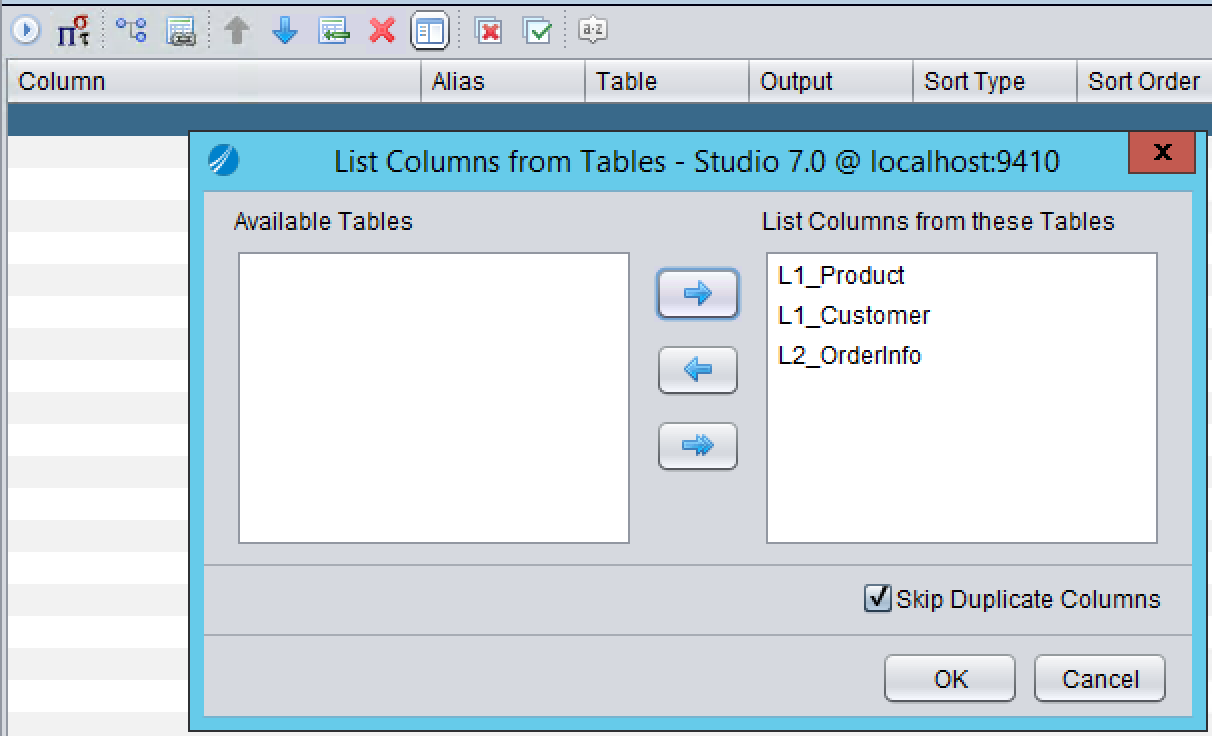 Πστ
a-z
Column Alias Table Output Sort Type Sort Order
List Columns from Tables - Studio 7.0 @ localhost:9410
x
Available Tables List Columns from these Tables
L1_Product
L1_Customer
L2_OrderInfo
Skip Duplicate Columns
OK Cancel